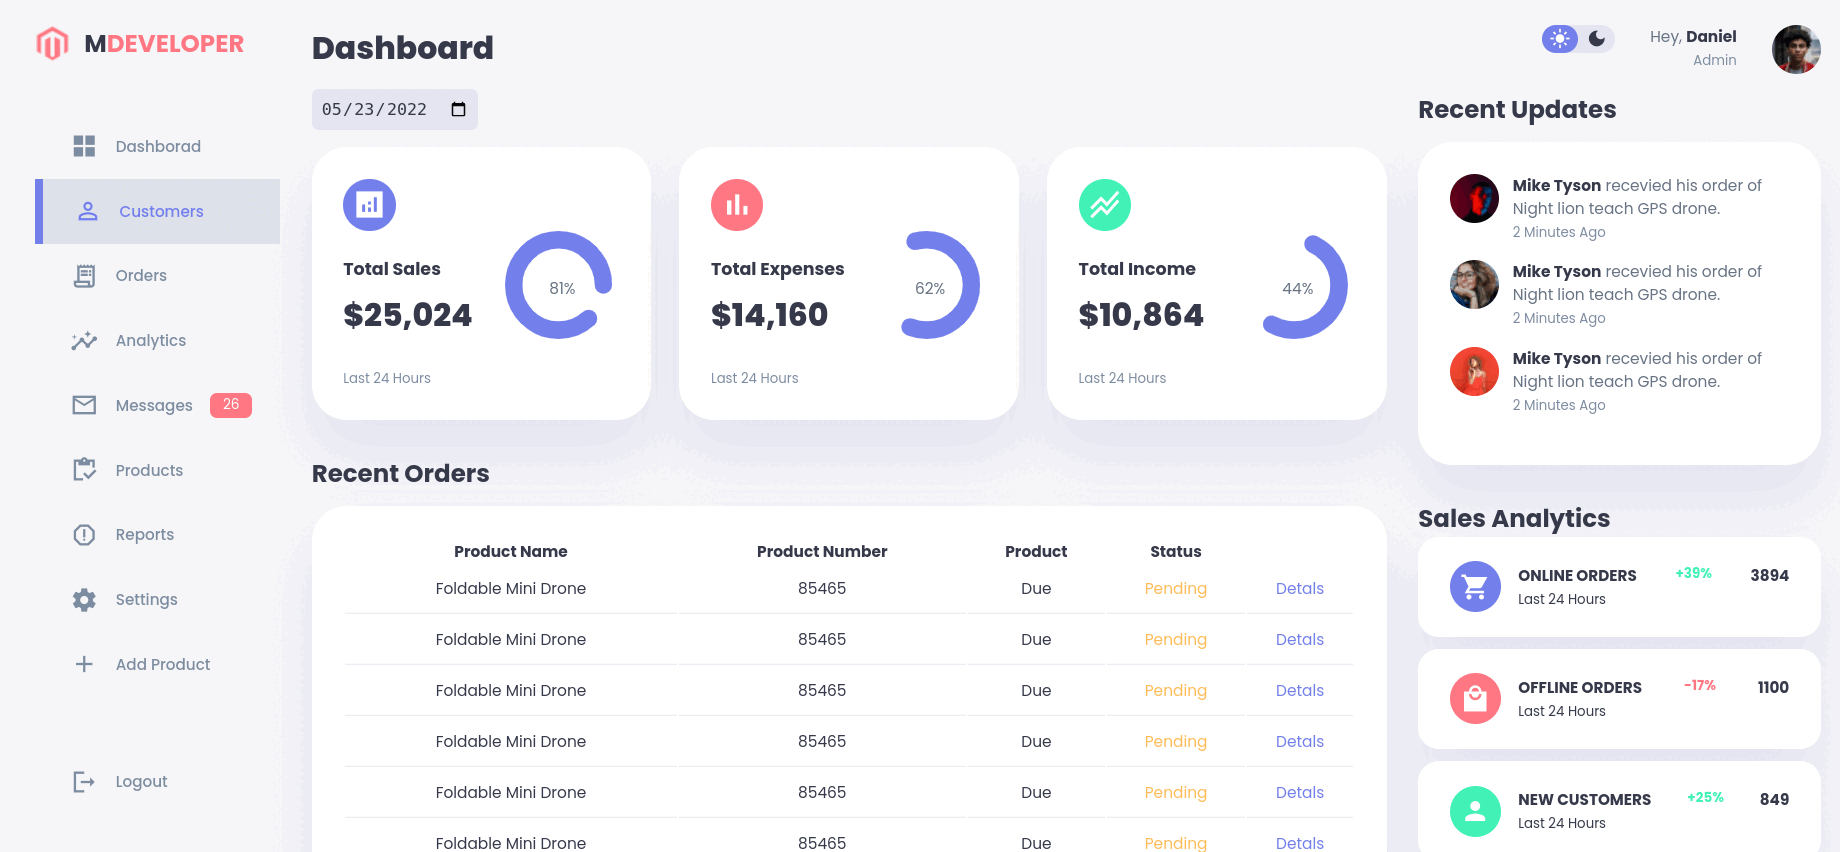 MDEVELOPER
Dashborad
Customers
Orders
Analytics
Messages 26
Products
Reports
Settings
Add Product
Logout
Dashboard
05/23/2022
Total Sales
$25,024
81%
Last 24 Hours
Total Expenses
$14,160
62%
Last 24 Hours
Total Income
$10,864
44%
Last 24 Hours
Recent Orders
Product Name Product Number Product Status
Foldable Mini Drone 85465 Due Pending Detals
Foldable Mini Drone 85465 Due Pending Detals
Foldable Mini Drone 85465 Due Pending Detals
Foldable Mini Drone 85465 Due Pending Detals
Foldable Mini Drone 85465 Due Pending Detals
Foldable Mini Drone 85465 Due Pending Detals
Hey, Daniel
Admin
Recent Updates
Mike Tyson recevied his order of
Night lion teach GPS drone.
2 Minutes Ago
Mike Tyson recevied his order of
Night lion teach GPS drone.
2 Minutes Ago
Mike Tyson recevied his order of
Night lion teach GPS drone.
2 Minutes Ago
Sales Analytics
ONLINE ORDERS +39% 3894
Last 24 Hours
OFFLINE ORDERS -17% 1100
Last 24 Hours
NEW CUSTOMERS +25% 849
Last 24 Hours